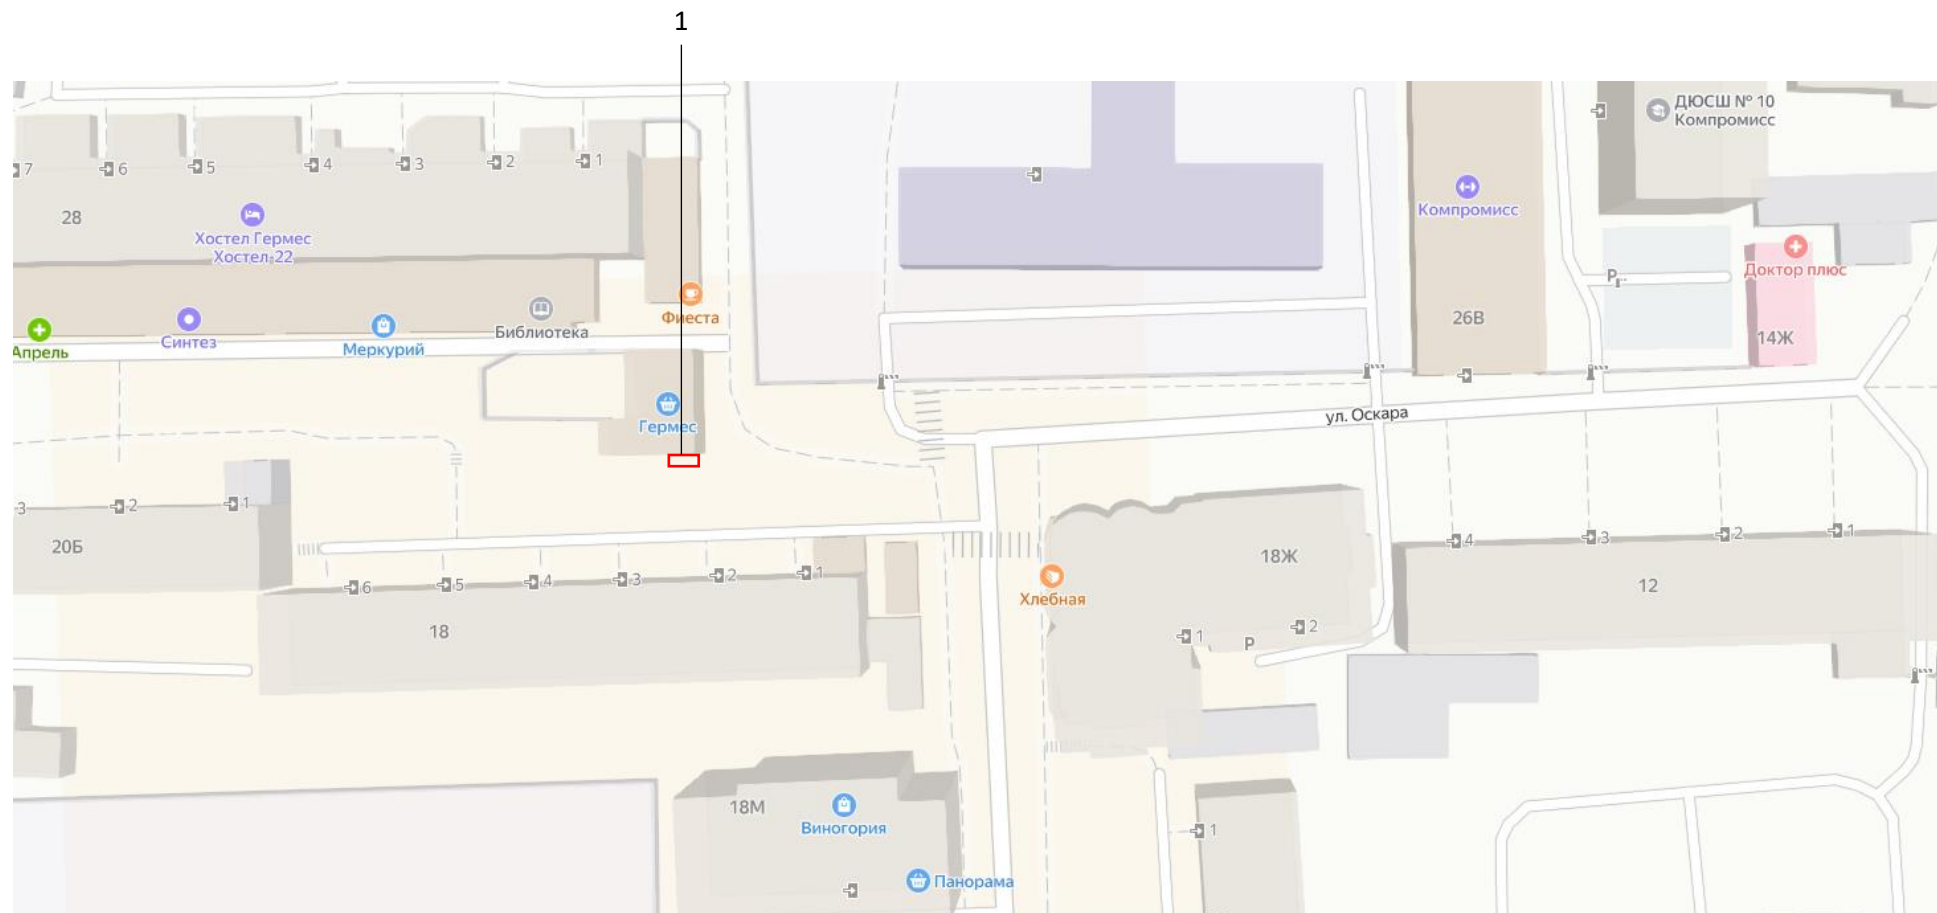 1
ДЮСШ № 10
Компромисс
7
6
5
4
3
2
1
28
Хостел Гермес
Хостел 22
Компромисс
Доктор плюс
P...
Фиеста
Библиотека
Синтез
Меркурий
Апрель
26В
14Ж
Гермес
ул. Оскара
3
2
1
20Б
6
5
4
3
2
1
18
18Ж
Хлебная
1
2
P
4
3
2
1
12
18М
Виногория
Панорама
1